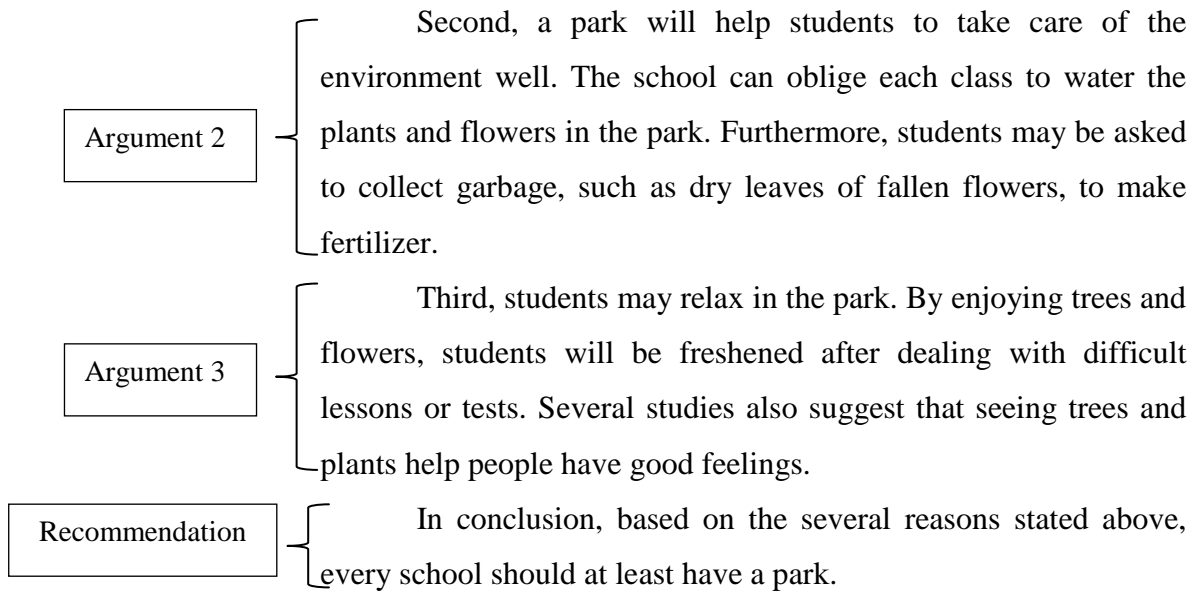 Argument 2
Second, a park will help students to take care of the
environment well. The school can oblige each class to water the
plants and flowers in the park. Furthermore, students may be asked
to collect garbage, such as dry leaves of fallen flowers, to make
fertilizer.
Argument 3
Third, students may relax in the park. By enjoying trees and
flowers, students will be freshened after dealing with difficult
lessons or tests. Several studies also suggest that seeing trees and
plants help people have good feelings.
Recommendation
In conclusion, based on the several reasons stated above,
every school should at least have a park.